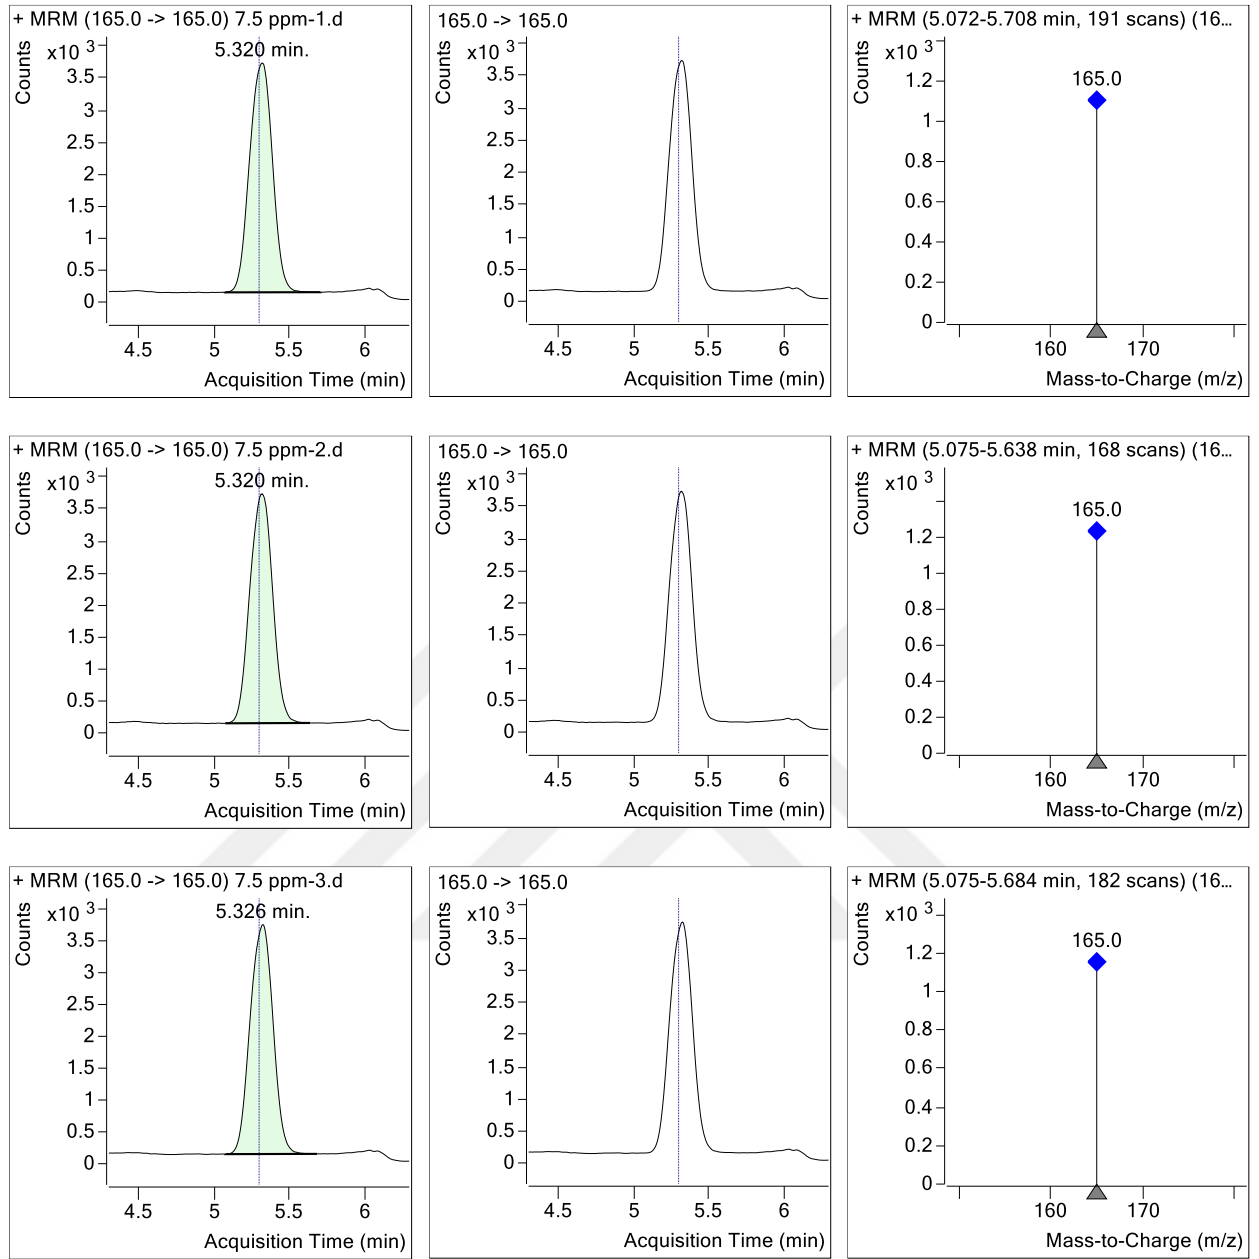 + MRM (165.0 -> 165.0) 7.5 ppm-1.d
Counts
x10 3
5.320 min.
3.5
3
2.5
2
1.5
1
0.5
0
4.5 5 5.5 6
Acquisition Time (min)
165.0 -> 165.0
Counts
x10 3
3.5
3
2.5
2
1.5
1
0.5
0
4.5 5 5.5 6
Acquisition Time (min)
+ MRM (5.072-5.708 min, 191 scans) (16...
Counts
x10 3
165.0
1.2
1
0.8
0.6
0.4
0.2
0
160 170
Mass-to-Charge (m/z)
+ MRM (165.0 -> 165.0) 7.5 ppm-2.d
Counts
x10 3
5.320 min.
3.5
3
2.5
2
1.5
1
0.5
0
4.5 5 5.5 6
Acquisition Time (min)
165.0 -> 165.0
Counts
x10 3
3.5
3
2.5
2
1.5
1
0.5
0
4.5 5 5.5 6
Acquisition Time (min)
+ MRM (5.075-5.638 min, 168 scans) (16...
Counts
x10 3
165.0
1.2
1
0.8
0.6
0.4
0.2
0
160 170
Mass-to-Charge (m/z)
+ MRM (165.0 -> 165.0) 7.5 ppm-3.d
Counts
x10 3
5.326 min.
3.5
3
2.5
2
1.5
1
0.5
0
4.5 5 5.5 6
Acquisition Time (min)
165.0 -> 165.0
Counts
x10 3
3.5
3
2.5
2
1.5
1
0.5
0
4.5 5 5.5 6
Acquisition Time (min)
+ MRM (5.075-5.684 min, 182 scans) (16...
Counts
x10 3
165.0
1.2
1
0.8
0.6
0.4
0.2
0
160 170
Mass-to-Charge (m/z)